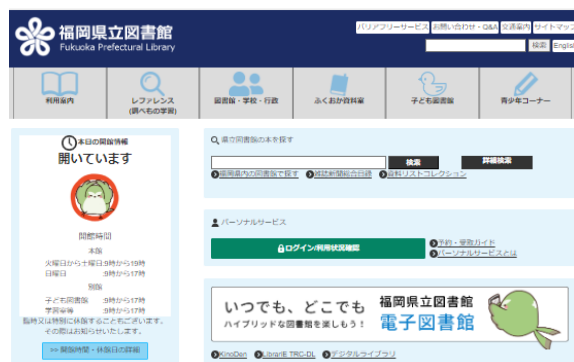 福岡県立図書館
Fukuoka Prefectural Library
バリアフリーサービス お問い合わせ・Q&A 交通案内 サイトマップ
検索 English
利用案内
レファレンス
(調べもの学習)
図書館・学校・行政
ふくおか資料室
子ども図書館
青少年コーナー
本日の開館情報
開いています
開館時間
本館
火曜日から土曜日:9時から19時
日曜日 :9時から17時
別館
子ども図書館 :9時から17時
学習室等 :9時から17時
臨時又は特別に休館することもございます。
その際はお知らせいたします。
>> 開館時間・休館日の詳細
県立図書館の本を探す
検索 詳細検索
福岡県内の図書館で探す 雑誌新聞総合目録 資料リストコレクション
パーソナルサービス
ログイン/利用状況確認
予約・受取ガイド
パーソナルサービスとは
いつでも、どこでも
ハイブリッドな図書館を楽しもう!
福岡県立図書館
電子図書館
KinoDen LibrariE TRC-DL デジタルライブラリ